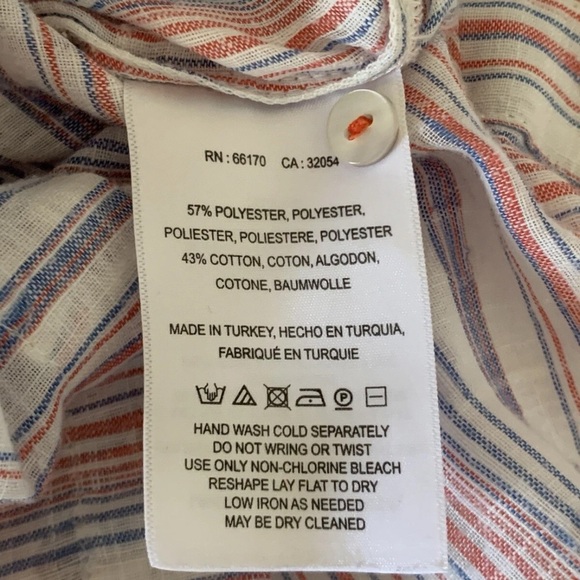 RN : 66170 CA : 32054
57% POLYESTER, POLYESTER,
POLIESTER, POLIESTERE, POLYESTER
43% COTTON, COTON, ALGODON,
COTONE, BAUMWOLLE
MADE IN TURKEY, HECHO EN TURQUIA,
FABRIQUÉ EN TURQUIE
HAND WASH COLD SEPARATELY
DO NOT WRING OR TWIST
USE ONLY NON-CHLORINE BLEACH
RESHAPE LAY FLAT TO DRY
LOW IRON AS NEEDED
MAY BE DRY CLEANED